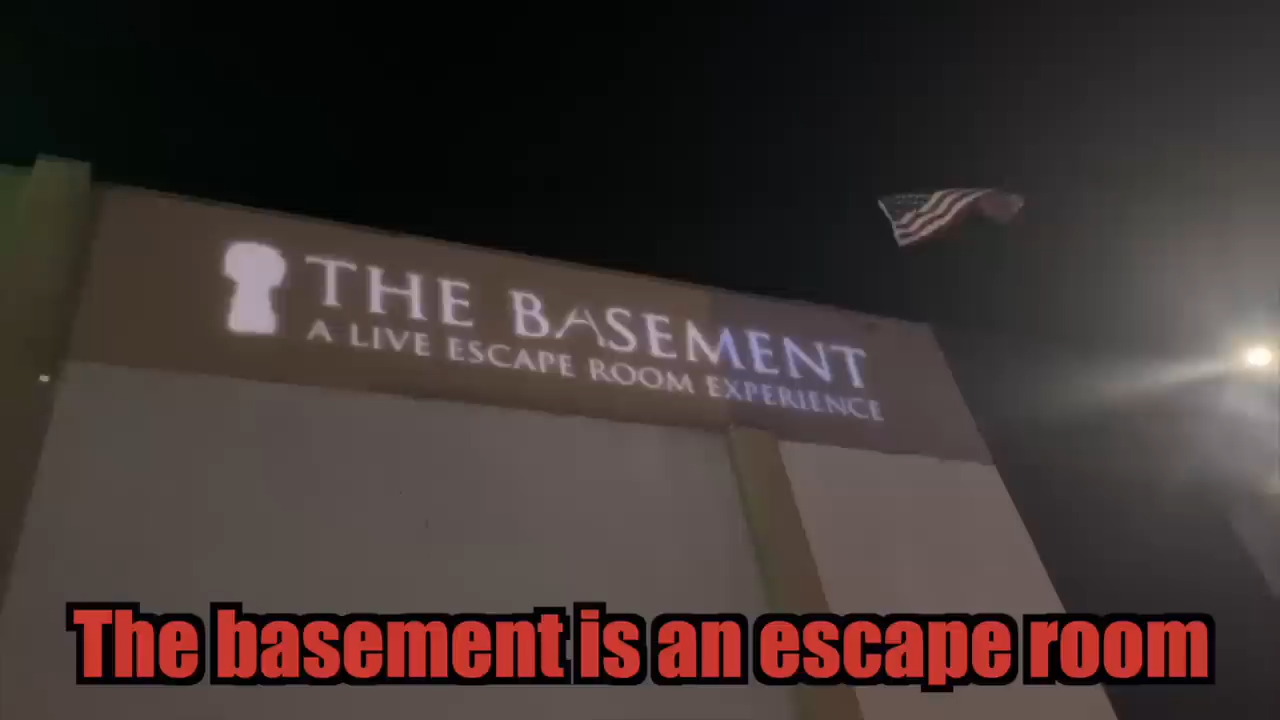 THE BASEMENT
A LIVE ESCAPE ROOM EXPERIENCE
The basement is an escape room